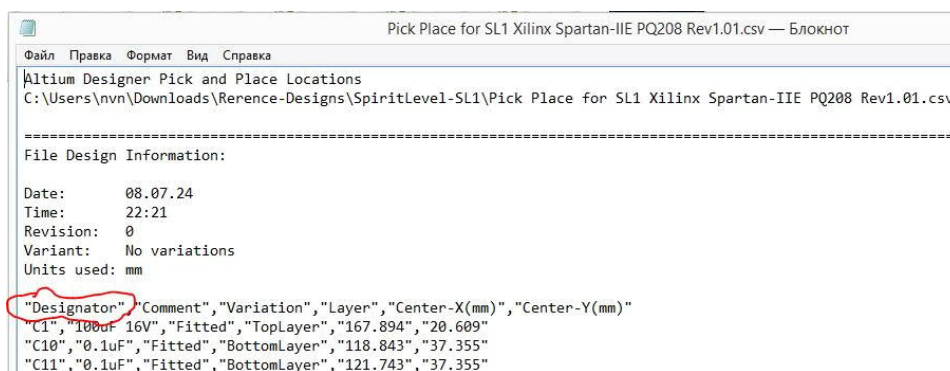 Pick Place for SL1 Xilinx Spartan-IIE PQ208 Rev1.01.csv — Блокнот
Файл Правка Формат Вид Справка
Altium Designer Pick and Place Locations
C:\Users\nvn\Downloads\Rerence-Designs\SpiritLevel-SL1\Pick Place for SL1 Xilinx Spartan-IIE PQ208 Rev1.01.csv
========================================================================================================================
File Design Information:
Date: 08.07.24
Time: 22:21
Revision: 0
Variant: No variations
Units used: mm
"Designator","Comment","Variation","Layer","Center-X(mm)","Center-Y(mm)"
"C1","100uF 16V","Fitted","TopLayer","167.894","20.609"
"C10","0.1uF","Fitted","BottomLayer","118.843","37.355"
"C11","0.1uF","Fitted","BottomLayer","121.743","37.355"